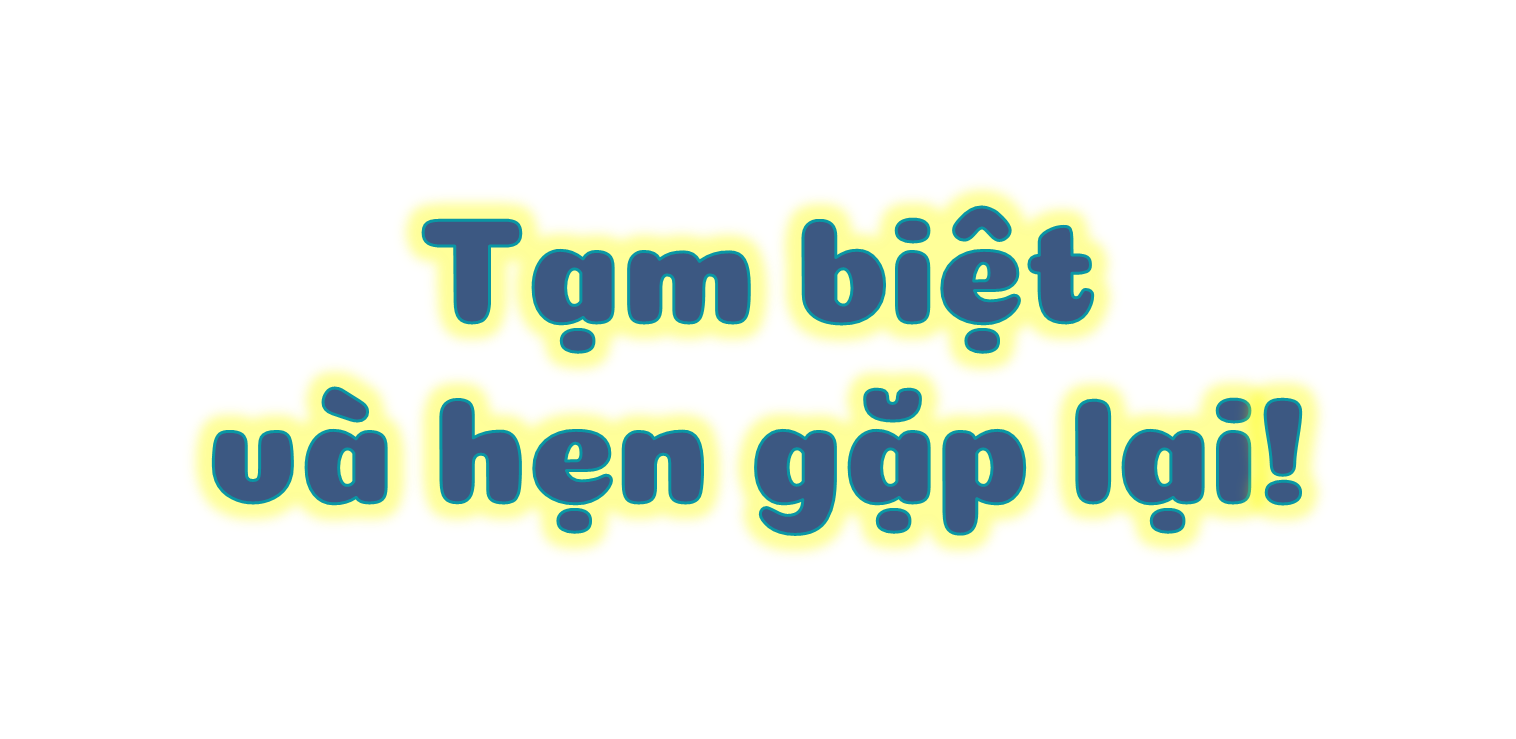 Tạm biệt
và hẹn gặp lại!